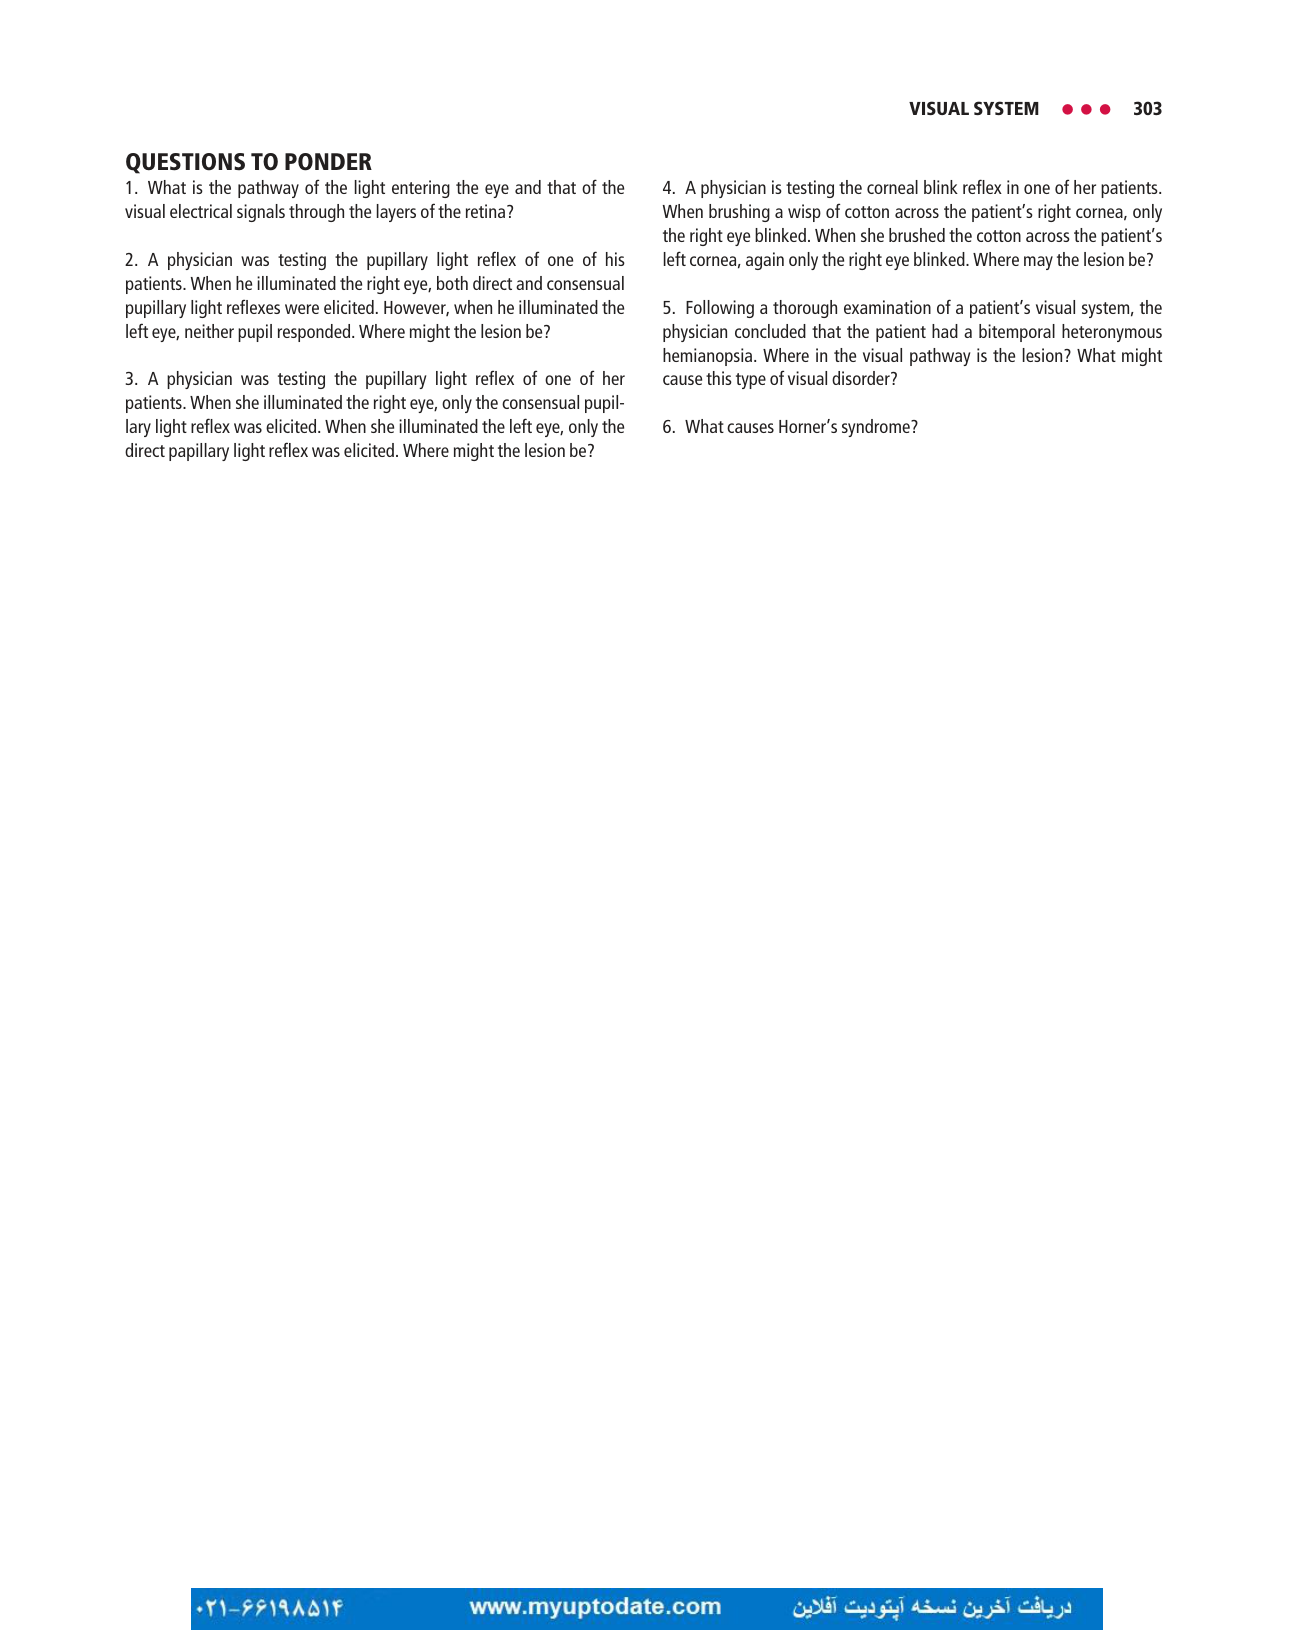 VISUAL SYSTEM ● ● ● 303
QUESTIONS TO PONDER
1. What is the pathway of the light entering the eye and that of the
visual electrical signals through the layers of the retina?
2. A physician was testing the pupillary light reflex of one of his
patients. When he illuminated the right eye, both direct and consensual
pupillary light reflexes were elicited. However, when he illuminated the
left eye, neither pupil responded. Where might the lesion be?
3. A physician was testing the pupillary light reflex of one of her
patients. When she illuminated the right eye, only the consensual pupil-
lary light reflex was elicited. When she illuminated the left eye, only the
direct papillary light reflex was elicited. Where might the lesion be?
4. A physician is testing the corneal blink reflex in one of her patients.
When brushing a wisp of cotton across the patient’s right cornea, only
the right eye blinked. When she brushed the cotton across the patient’s
left cornea, again only the right eye blinked. Where may the lesion be?
5. Following a thorough examination of a patient’s visual system, the
physician concluded that the patient had a bitemporal heteronymous
hemianopsia. Where in the visual pathway is the lesion? What might
cause this type of visual disorder?
6. What causes Horner’s syndrome?
۰۲۱-۶۶۱۹۸۵۱۴ www.myuptodate.com دریافت آخرین نسخه آپتودیت آفلاین